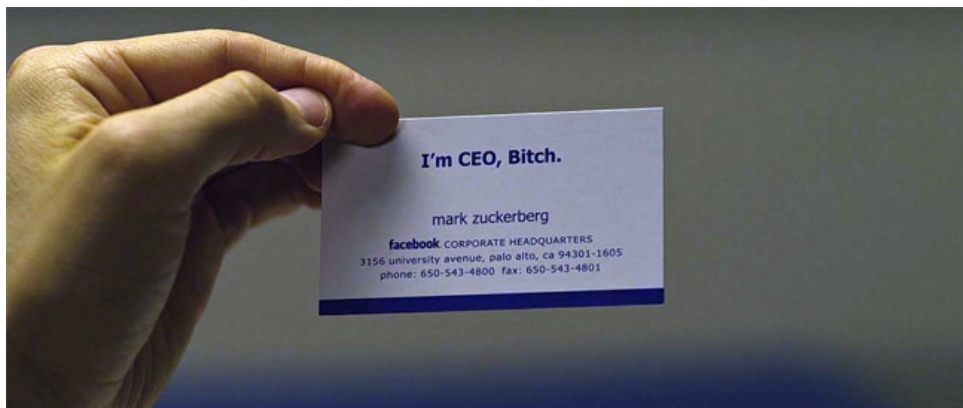 I'm CEO, Bitch.
mark zuckerberg
facebook. CORPORATE HEADQUARTERS
3156 university avenue, palo alto, ca 94301-1605
phone: 650-543-4800 fax: 650-543-4801